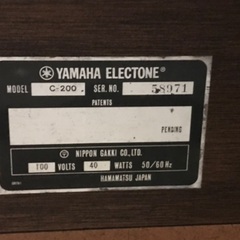 YAMAHA ELECTONE
MODEL C-200 SER. NO. 58971
PATENTS
PENDING
NIPPON GAKKI CO., LTD.
100 VOLTS 40 WATTS 50/60Hz
HAMAMATSU JAPAN